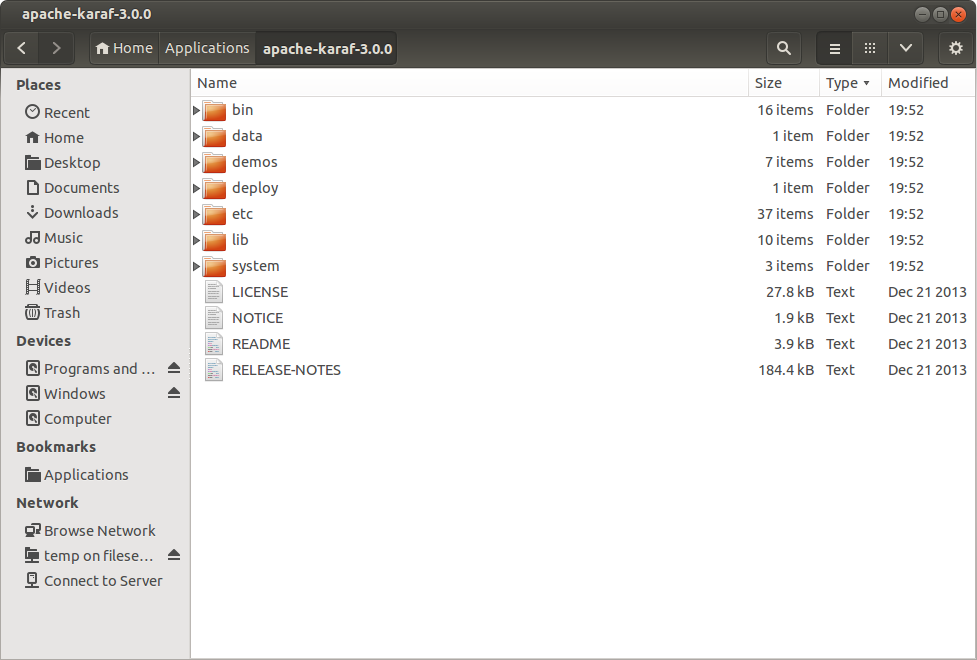 apache-karaf-3.0.0
Home Applications apache-karaf-3.0.0
Places
Recent
Home
Desktop
Documents
Downloads
Music
Pictures
Videos
Trash
Devices
Programs and ...
Windows
Computer
Bookmarks
Applications
Network
Browse Network
temp on filese...
Connect to Server
Name Size Type Modified
bin 16 items Folder 19:52
data 1 item Folder 19:52
demos 7 items Folder 19:52
deploy 1 item Folder 19:52
etc 37 items Folder 19:52
lib 10 items Folder 19:52
system 3 items Folder 19:52
LICENSE 27.8 kB Text Dec 21 2013
NOTICE 1.9 kB Text Dec 21 2013
README 3.9 kB Text Dec 21 2013
RELEASE-NOTES 184.4 kB Text Dec 21 2013